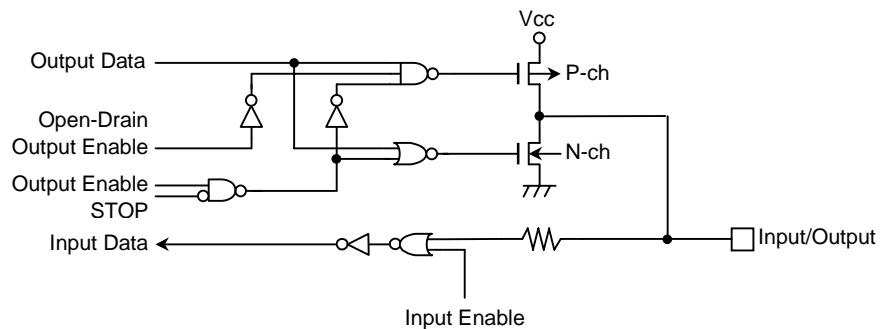 Vcc
Output Data
P-ch
Open-Drain
Output Enable
N-ch
Output Enable
STOP
Input Data
Input/Output
Input Enable